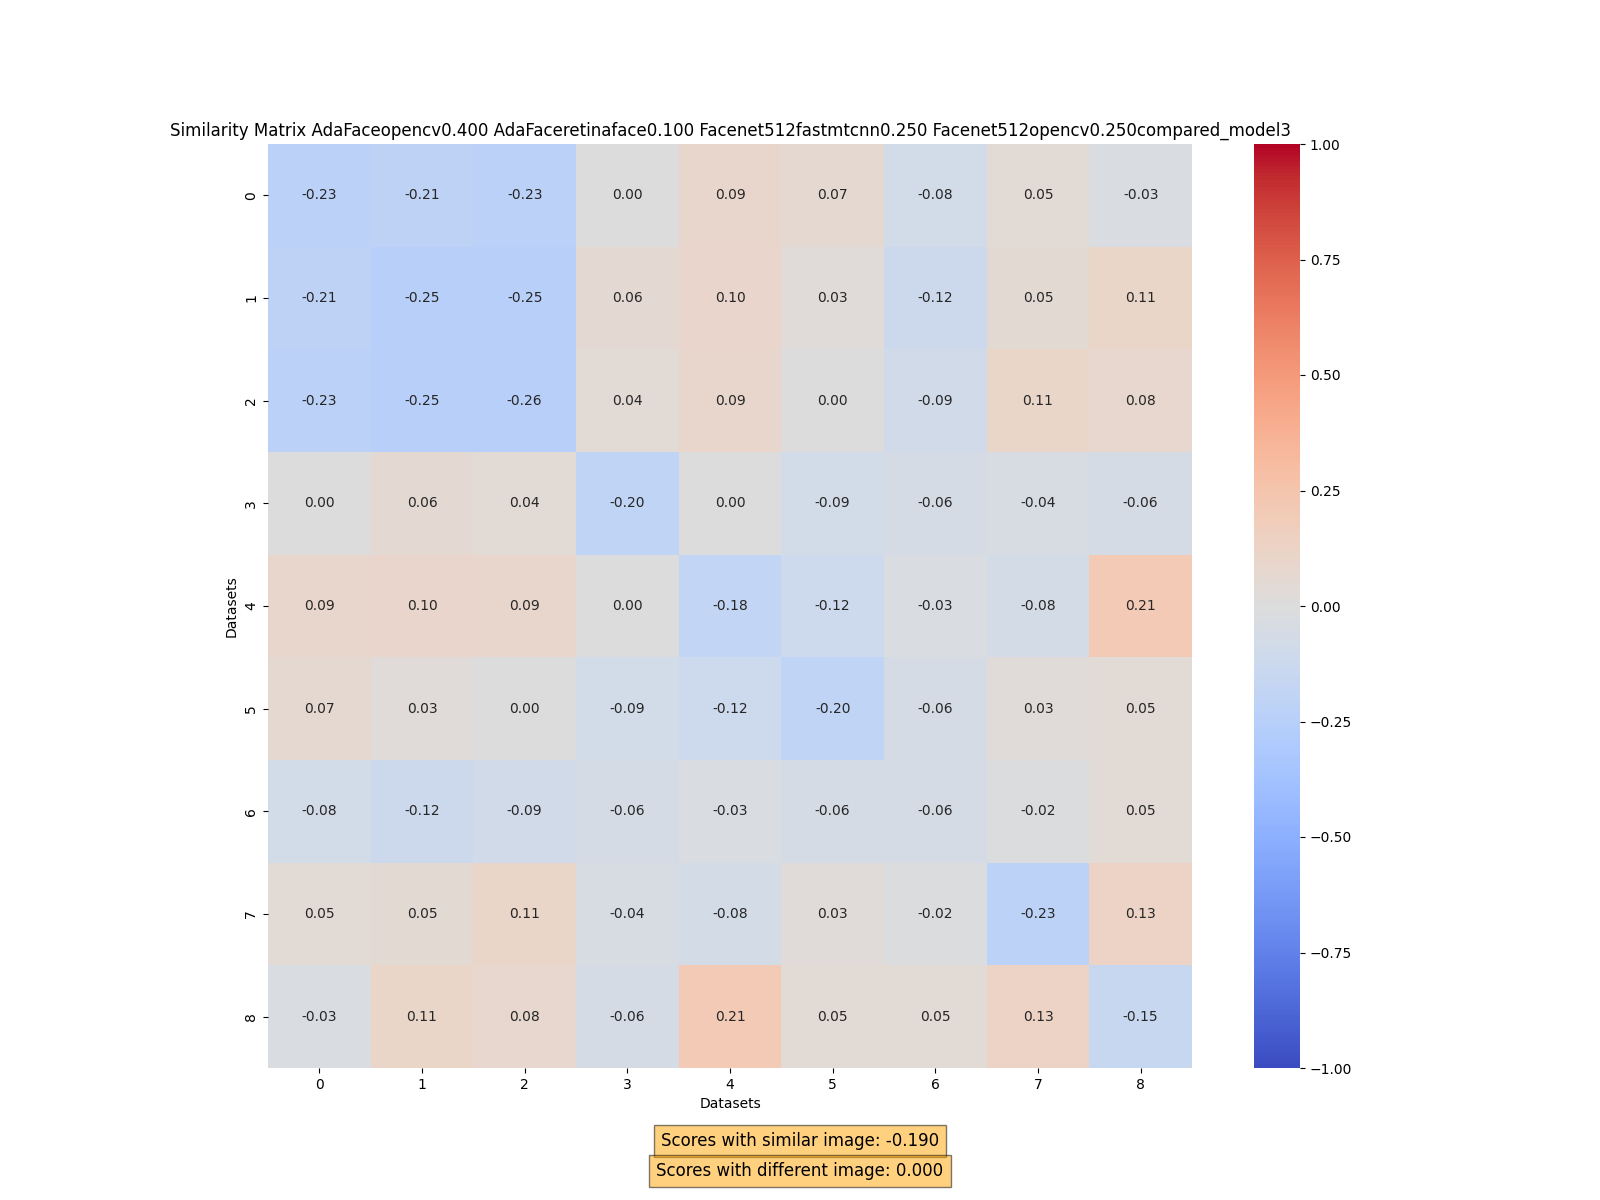 Similarity Matrix AdaFaceopencv0.400 AdaFaceretinaface0.100 Facenet512fastmtcnn0.250 Facenet512opencv0.250compared_model3
0 -0.23 -0.21 -0.23 0.00 0.09 0.07 -0.08 0.05 -0.03
1 -0.21 -0.25 -0.25 0.06 0.10 0.03 -0.12 0.05 0.11
2 -0.23 -0.25 -0.26 0.04 0.09 0.00 -0.09 0.11 0.08
3 0.00 0.06 0.04 -0.20 0.00 -0.09 -0.06 -0.04 -0.06
4 0.09 0.10 0.09 0.00 -0.18 -0.12 -0.03 -0.08 0.21
5 0.07 0.03 0.00 -0.09 -0.12 -0.20 -0.06 0.03 0.05
6 -0.08 -0.12 -0.09 -0.06 -0.03 -0.06 -0.06 -0.02 0.05
7 0.05 0.05 0.11 -0.04 -0.08 0.03 -0.02 -0.23 0.13
8 -0.03 0.11 0.08 -0.06 0.21 0.05 0.05 0.13 -0.15
Datasets
0 1 2 3 4 5 6 7 8
Datasets
1.00
0.75
0.50
0.25
0.00
−0.25
−0.50
−0.75
−1.00
Scores with similar image: -0.190
Scores with different image: 0.000